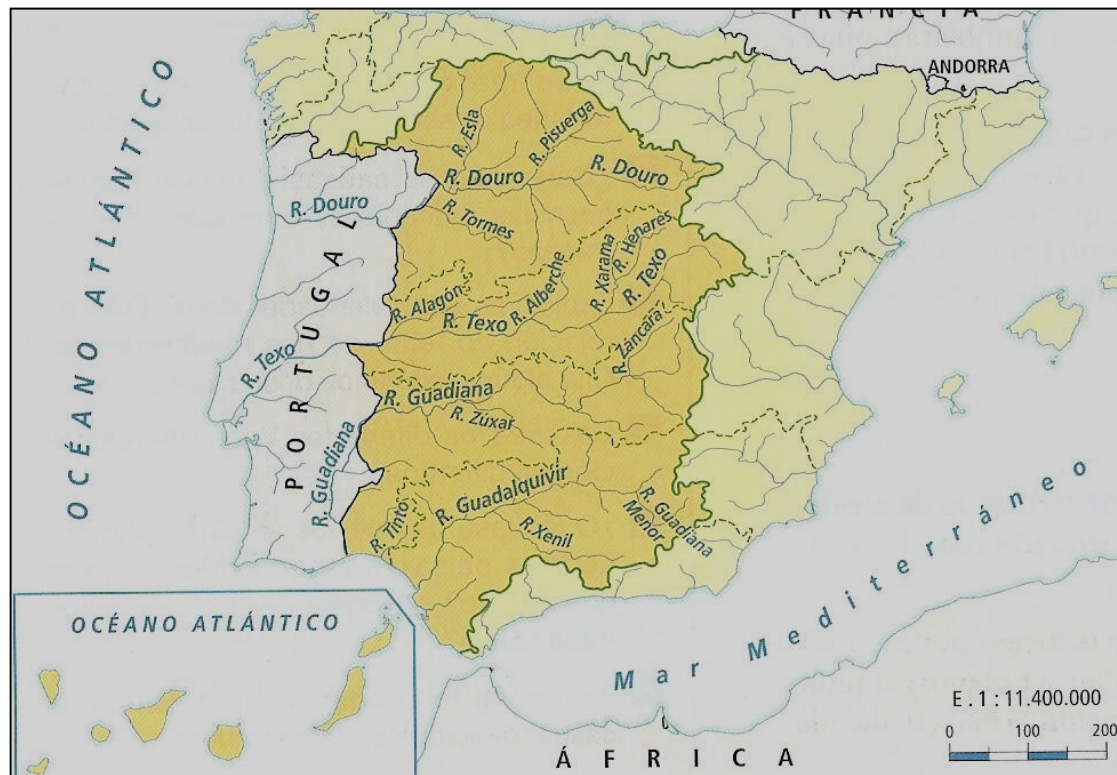 FRANCIA
ANDORRA
OCÉANO ATLÁNTICO
R. Esla
R. Pisuerga
R. Douro
R. Douro
R. Douro
R. Tormes
PORTUGAL
R. Henares
R. Xarama
R. Texo
R. Alberche
R. Alagón
R. Texo
R. Záncara
R. Texo
R. Guadiana
R. Zúxar
R. Guadiana
R. Guadalquivir
R. Tinto
R. Xenil
R. Guadiana
Menor
Mar Mediterráneo
OCÉANO ATLÁNTICO
E. 1 : 11.400.000
0 100 200
ÁFRICA